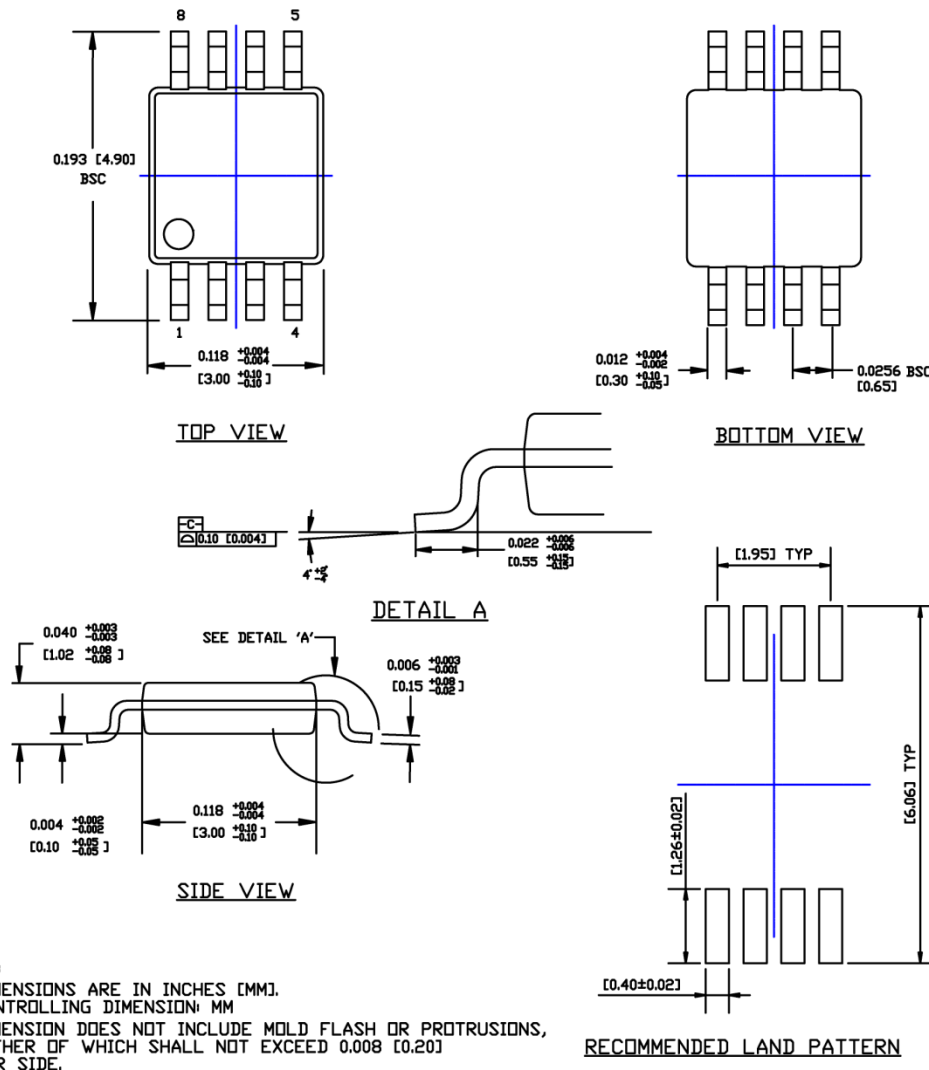 8 5
0.193 [4.90]
BSC
1 4
0.118 +0.004 -0.004
[3.00 +0.10 -0.10 ]
TOP VIEW
0.012 +0.004 -0.002
[0.30 +0.10 -0.05 ]
0.0256 BSC
[0.65]
BOTTOM VIEW
-C-
0.10 [0.004]
0.022 +0.006 -0.006
[0.55 +0.15 -0.15 ]
DETAIL A
0.040 +0.003 -0.003
[1.02 +0.08 -0.08 ]
SEE DETAIL 'A'
0.006 +0.003 -0.001
[0.15 +0.08 -0.02 ]
0.004 +0.002 -0.002
[0.10 +0.05 -0.05 ]
0.118 +0.004 -0.004
[3.00 +0.10 -0.10 ]
SIDE VIEW
[1.95] TYP
[6.06] TYP
[1.26±0.02]
[0.40±0.02]
RECOMMENDED LAND PATTERN
ENSIONS ARE IN INCHES [MM].
NTROLLING DIMENSION: MM
ENSION DOES NOT INCLUDE MOLD FLASH OR PROTRUSIONS,
THER OF WHICH SHALL NOT EXCEED 0.008 [0.20]
R SIDE.